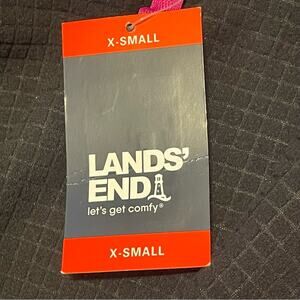 X-SMALL
LANDS'
END
let's get comfy®
X-SMALL